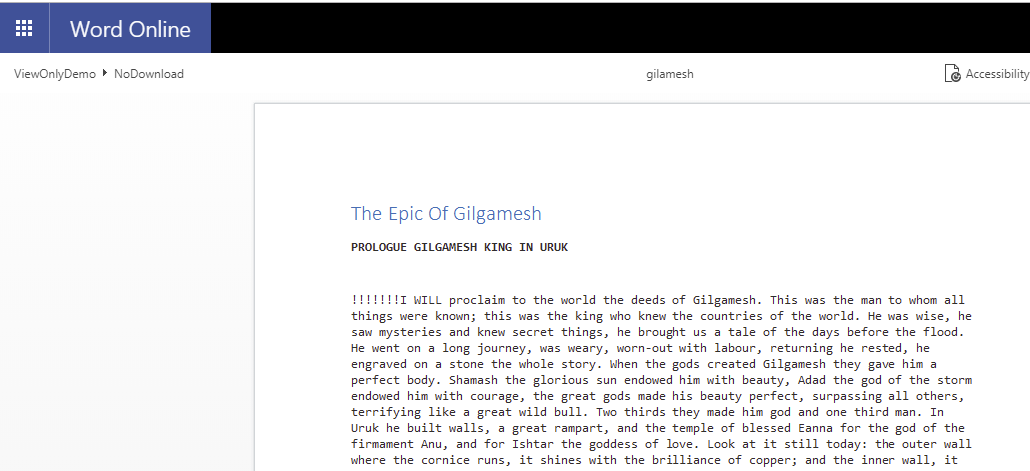 Word Online
ViewOnlyDemo NoDownload gilamesh Accessibility
The Epic Of Gilgamesh
PROLOGUE GILGAMESH KING IN URUK
!!!!!!!I WILL proclaim to the world the deeds of Gilgamesh. This was the man to whom all
things were known; this was the king who knew the countries of the world. He was wise, he
saw mysteries and knew secret things, he brought us a tale of the days before the flood.
He went on a long journey, was weary, worn-out with labour, returning he rested, he
engraved on a stone the whole story. When the gods created Gilgamesh they gave him a
perfect body. Shamash the glorious sun endowed him with beauty, Adad the god of the storm
endowed him with courage, the great gods made his beauty perfect, surpassing all others,
terrifying like a great wild bull. Two thirds they made him god and one third man. In
Uruk he built walls, a great rampart, and the temple of blessed Eanna for the god of the
firmament Anu, and for Ishtar the goddess of love. Look at it still today: the outer wall
where the cornice runs, it shines with the brilliance of copper; and the inner wall, it